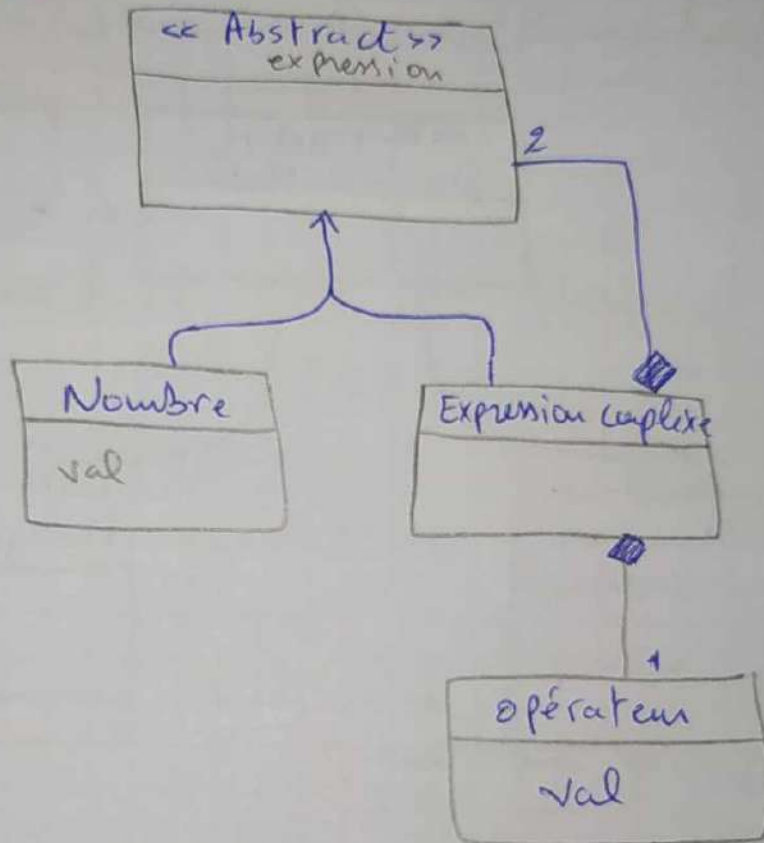 << Abstract >>
expression
2
Nombre
val
Expression complexe
1
opérateur
val